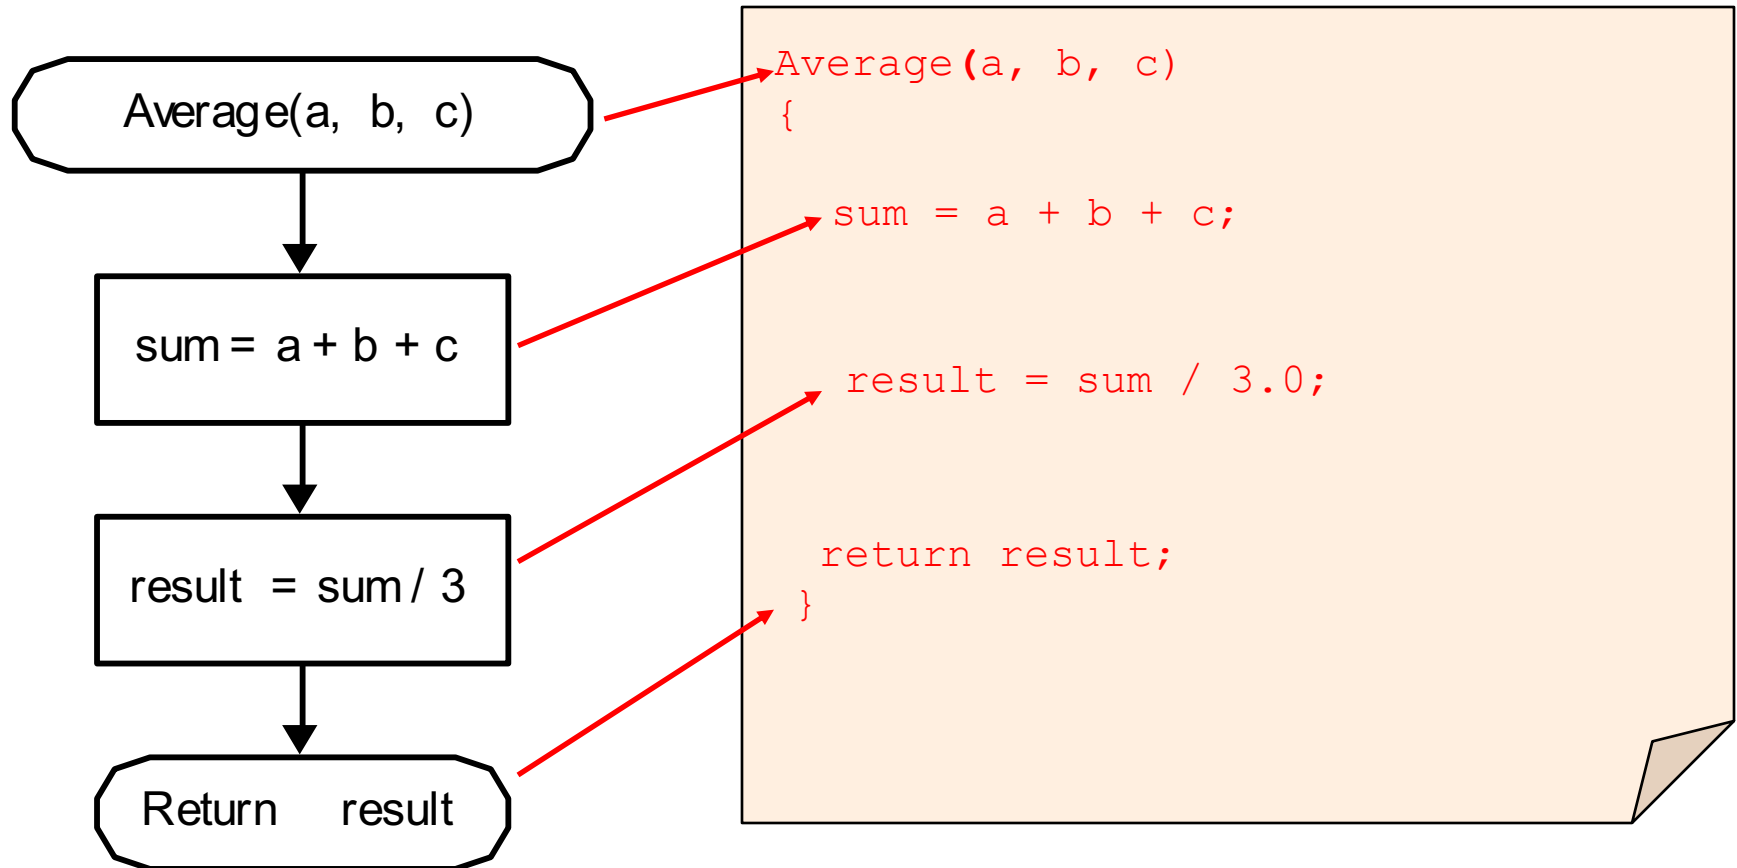 Average(a, b, c)
sum = a + b + c
result = sum / 3
Return result
Average(a, b, c)
{
sum = a + b + c;
result = sum / 3.0;
return result;
}